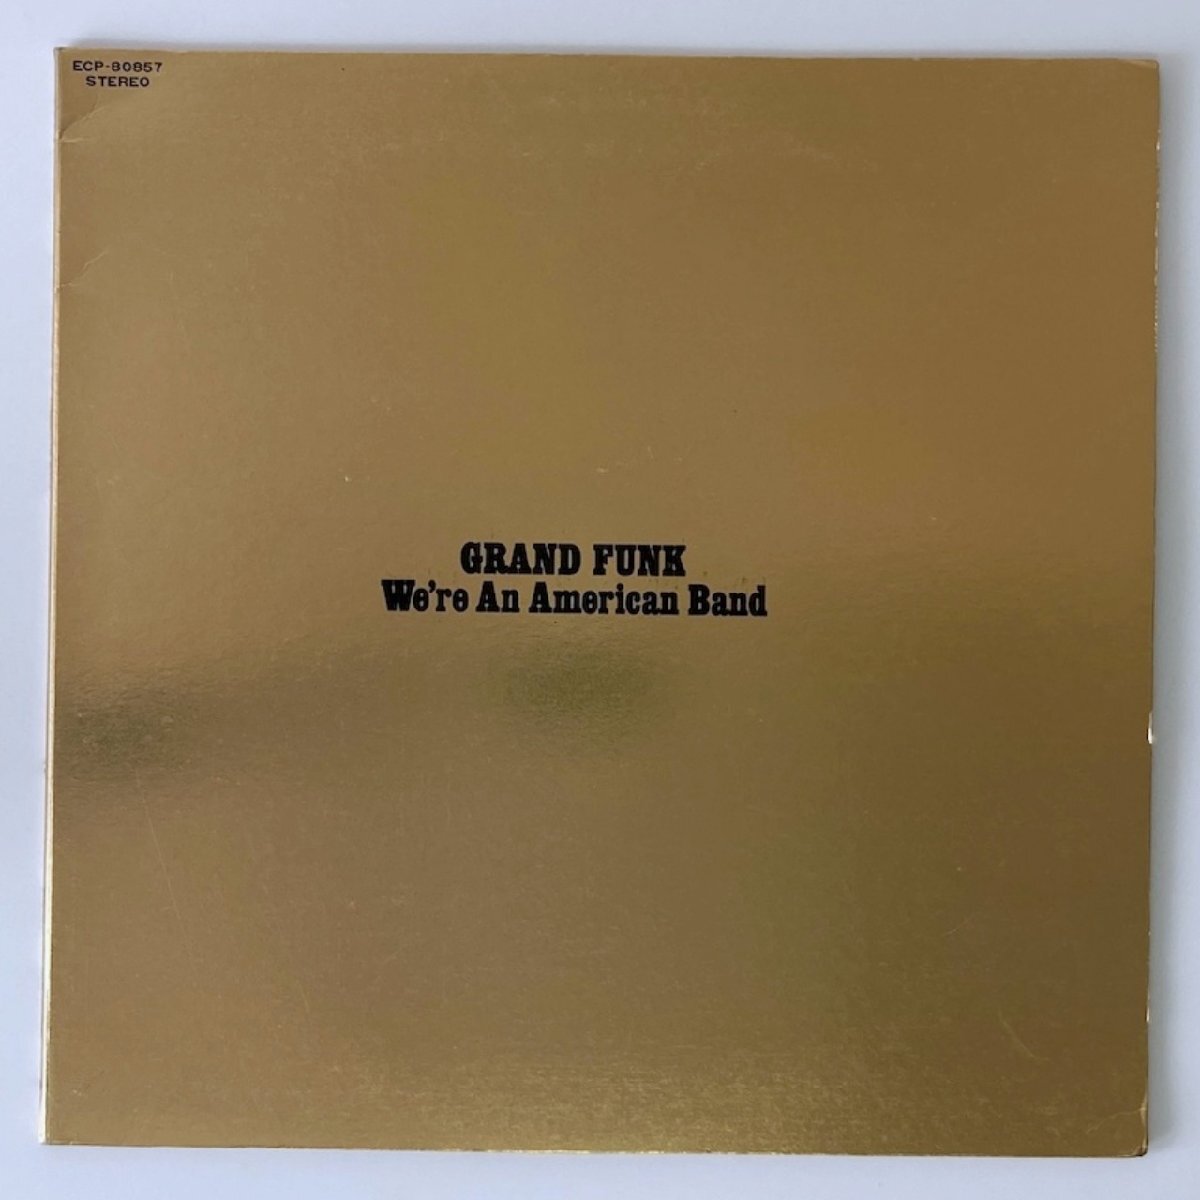 ECP-80857
STEREO
GRAND FUNK
We're An American Band